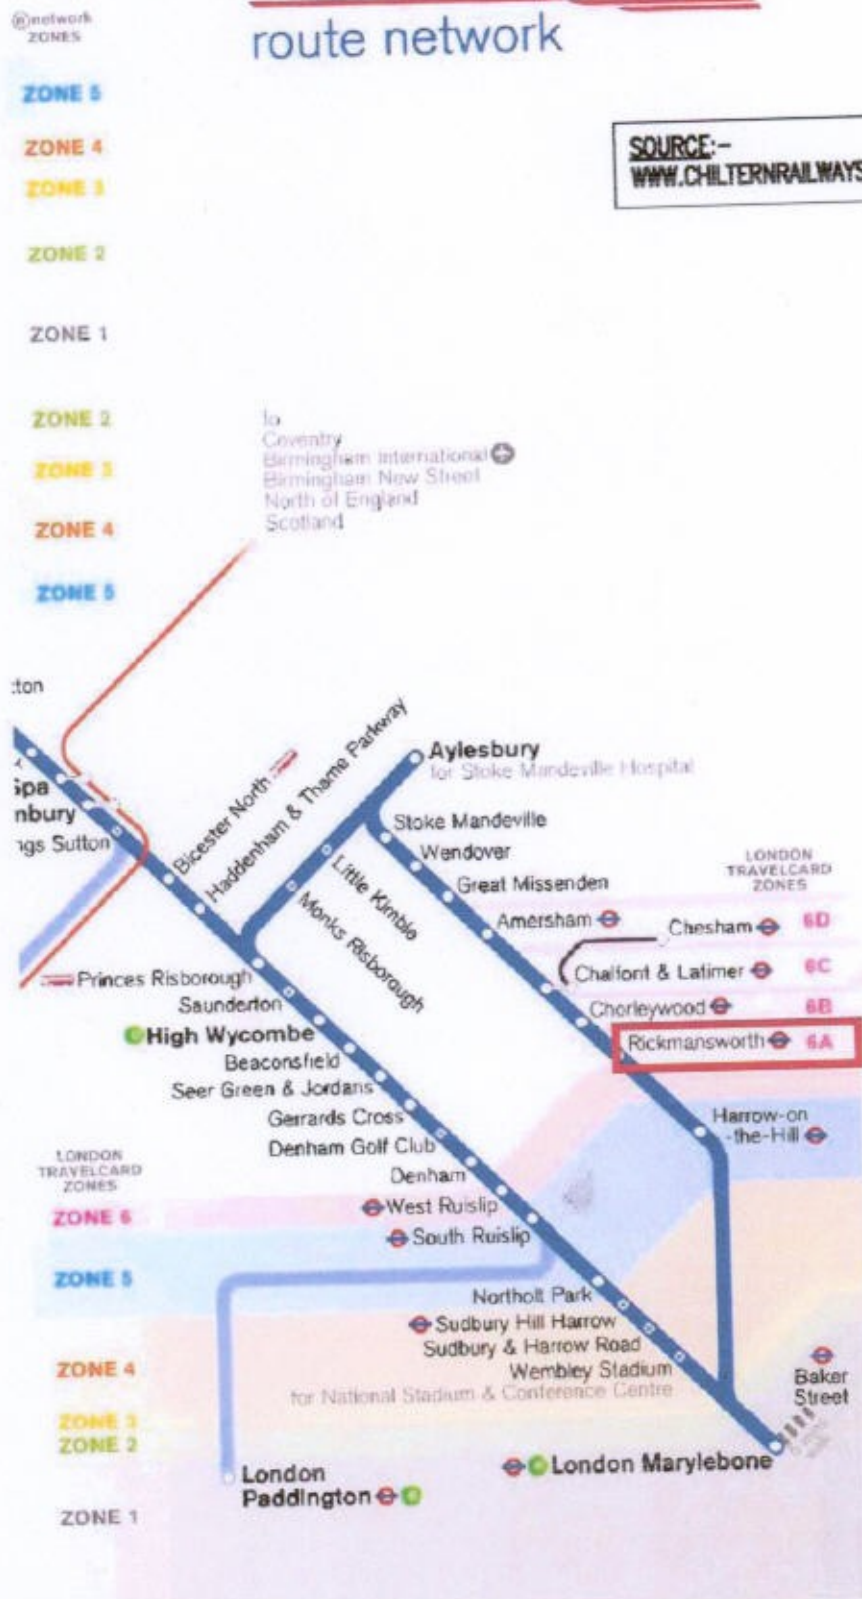 network
ZONES
route network
ZONE 5
ZONE 4
ZONE 3
ZONE 2
ZONE 1
ZONE 2
ZONE 3
ZONE 4
ZONE 5
SOURCE:-
WWW.CHILTERNRAILWAYS
to
Coventry
Birmingham International
Birmingham New Street
North of England
Scotland
ton
Spa
nbury
ngs Sutton
Bicester North
Haddenham & Thame Parkway
Aylesbury
for Stoke Mandeville Hospital
Little Kimble
Monks Risborough
Stoke Mandeville
Wendover
Great Missenden
LONDON
TRAVELCARD
ZONES
Amersham
Chesham 6D
Chalfont & Latimer 6C
Chorleywood 6B
Rickmansworth 6A
Harrow-on
-the-Hill
Princes Risborough
Saunderton
High Wycombe
Beaconsfield
Seer Green & Jordans
Gerrards Cross
Denham Golf Club
Denham
West Ruislip
South Ruislip
Northolt Park
Sudbury Hill Harrow
Sudbury & Harrow Road
Wembley Stadium
for National Stadium & Conference Centre
LONDON
TRAVELCARD
ZONES
ZONE 6
ZONE 5
ZONE 4
ZONE 3
ZONE 2
ZONE 1
Baker
Street
London Marylebone
London
Paddington